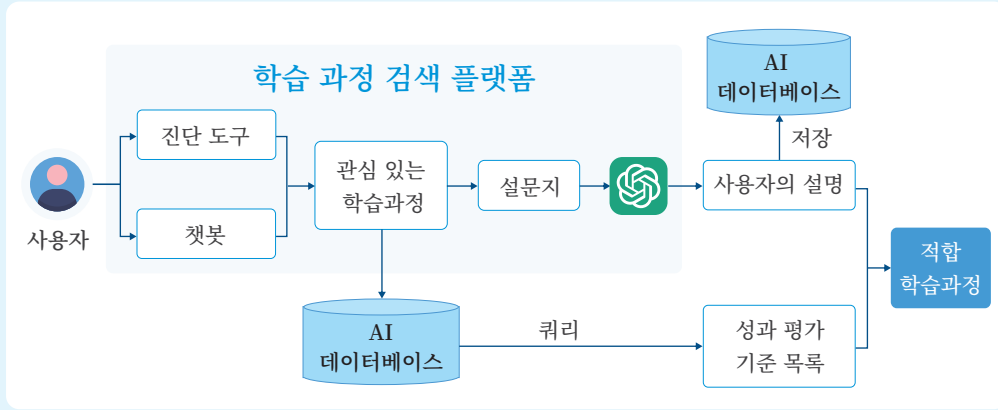 학습 과정 검색 플랫폼
AI
데이터베이스
진단 도구
저장
관심 있는
학습과정
설문지
사용자의 설명
사용자
챗봇
적합
학습과정
AI
데이터베이스
쿼리
성과 평가
기준 목록